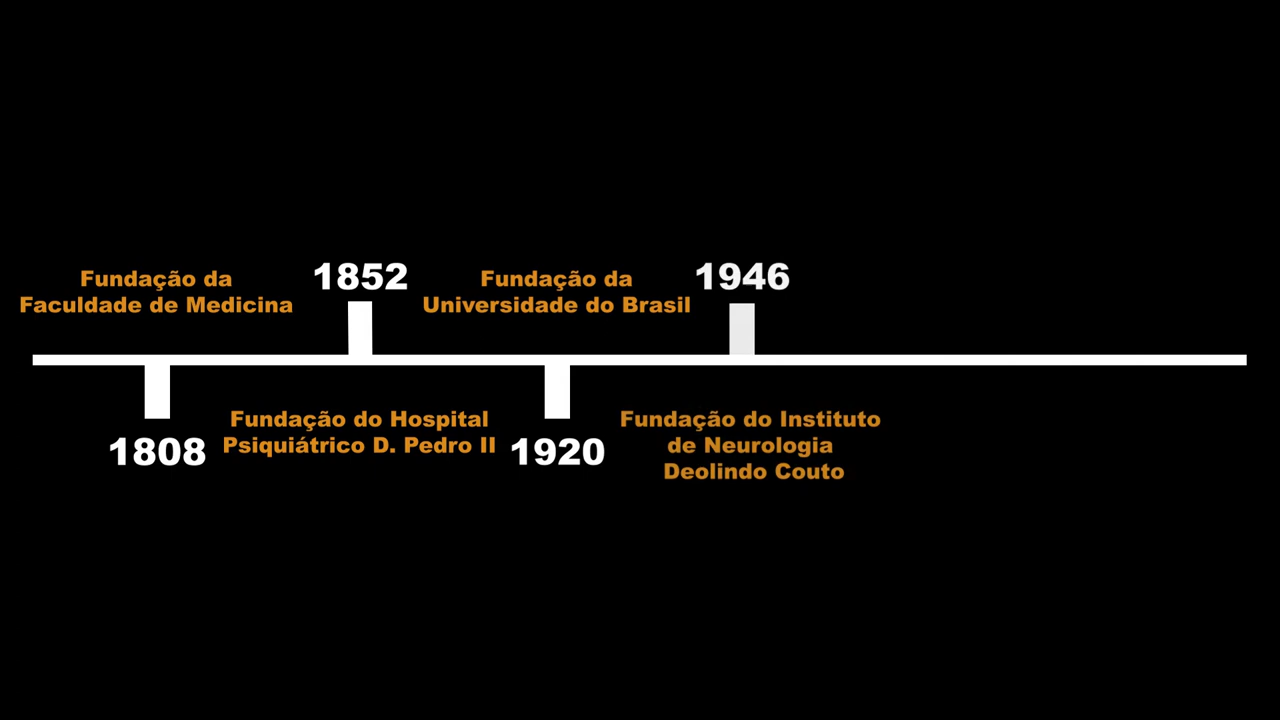 Fundação da
Faculdade de Medicina
1808
1852
Fundação do Hospital
Psiquiátrico D. Pedro II
Fundação da
Universidade do Brasil
1920
1946
Fundação do Instituto
de Neurologia
Deolindo Couto